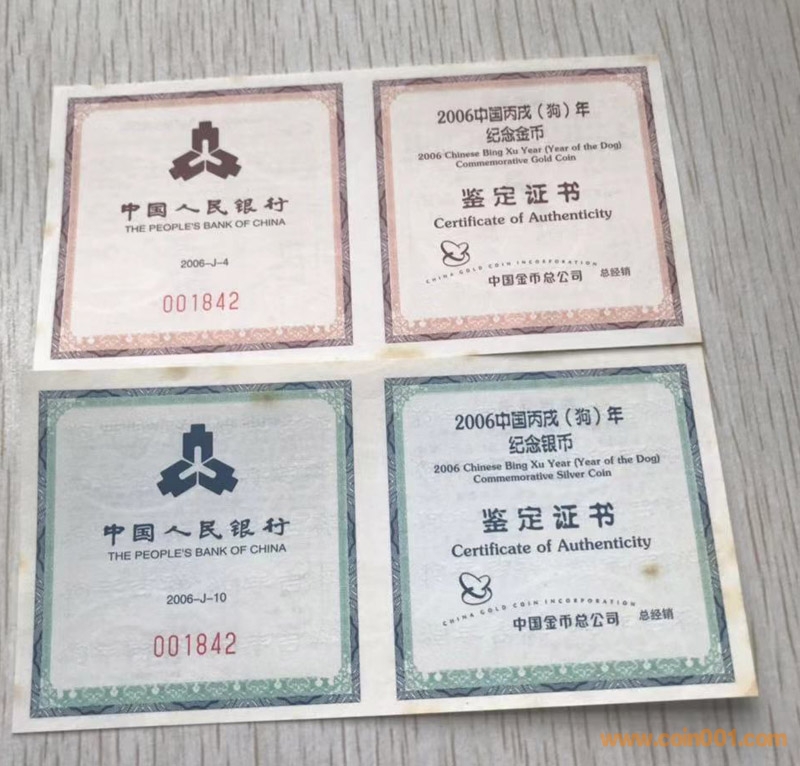 中国人民银行
THE PEOPLE'S BANK OF CHINA
2006-J-4
001842
2006中国丙戌（狗）年
纪念金币
2006 Chinese Bing Xu Year (Year of the Dog)
Commemorative Gold Coin
鉴定证书
Certificate of Authenticity
CHINA GOLD COIN INCORPORATION
中国金币总公司 总经销
中国人民银行
THE PEOPLE'S BANK OF CHINA
2006-J-10
001842
2006中国丙戌（狗）年
纪念银币
2006 Chinese Bing Xu Year (Year of the Dog)
Commemorative Silver Coin
鉴定证书
Certificate of Authenticity
CHINA GOLD COIN INCORPORATION
中国金币总公司 总经销
www.coin001.com